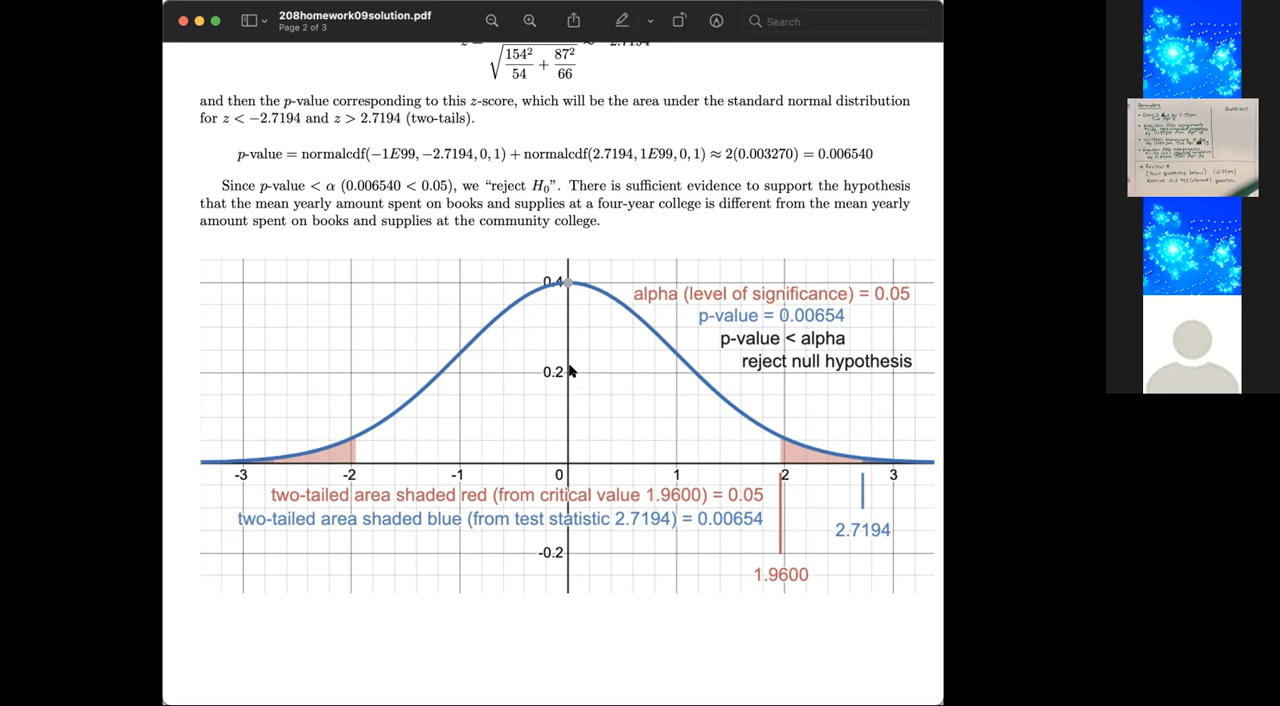 208homework09solution.pdf
Page 2 of 3
Search
154² 87²
54 + 66
and then the p-value corresponding to this z-score, which will be the area under the standard normal distribution
for z < −2.7194 and z > 2.7194 (two-tails).
p-value = normalcdf(−1E99, −2.7194, 0, 1) + normalcdf(2.7194, 1E99, 0, 1) ≈ 2(0.003270) = 0.006540
Since p-value < α (0.006540 < 0.05), we “reject H₀”. There is sufficient evidence to support the hypothesis
that the mean yearly amount spent on books and supplies at a four-year college is different from the mean yearly
amount spent on books and supplies at the community college.
0.4
alpha (level of significance) = 0.05
p-value = 0.00654
p-value < alpha
reject null hypothesis
0.2
-3 -2 -1 0 1 2 3
two-tailed area shaded red (from critical value 1.9600) = 0.05
two-tailed area shaded blue (from test statistic 2.7194) = 0.00654
2.7194
-0.2
1.9600
Reminders
Questions